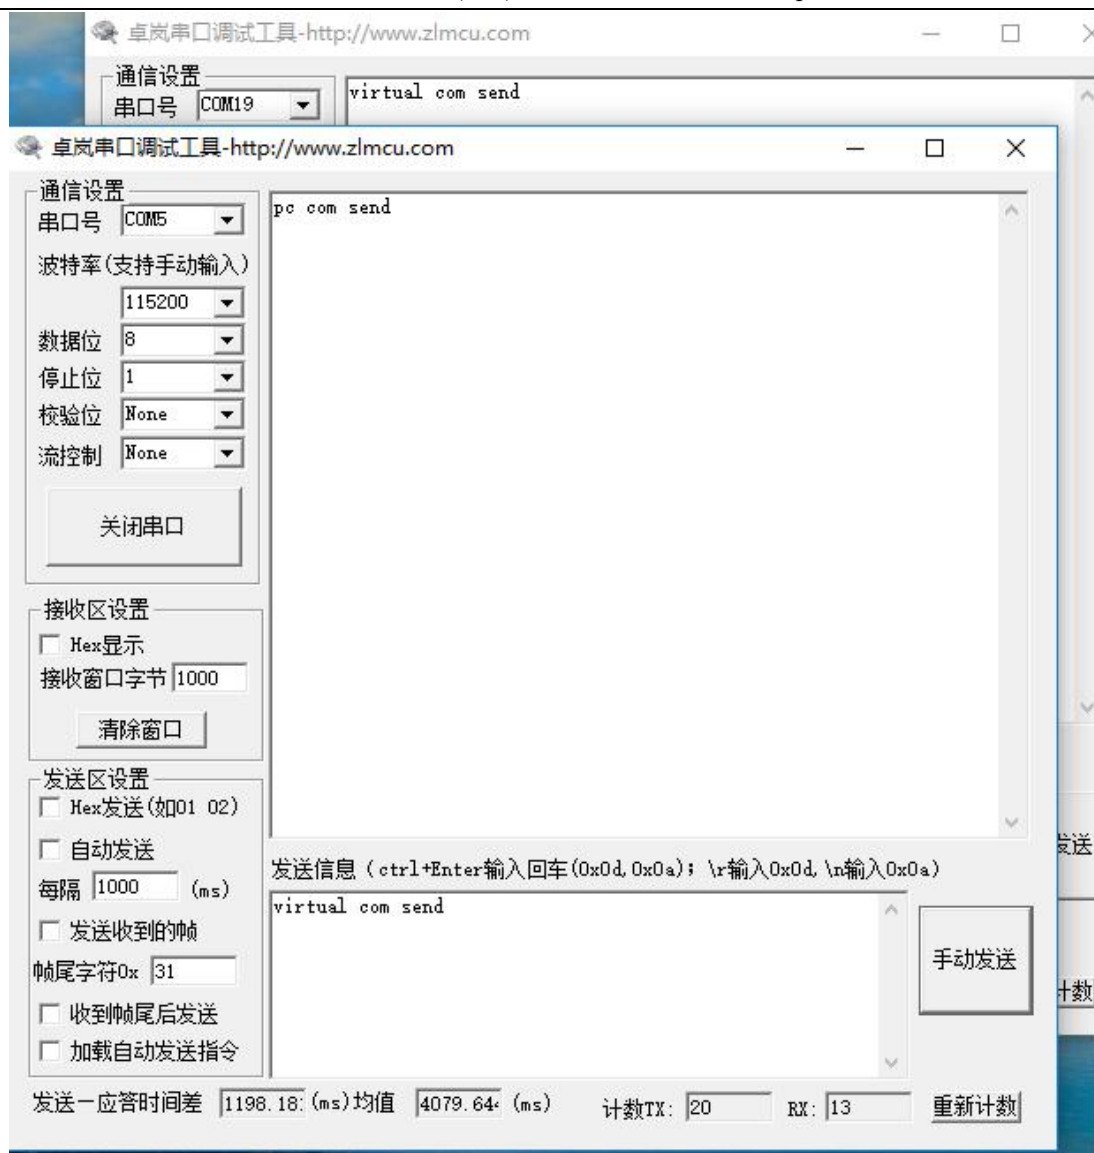 卓岚串口调试工具-http://www.zlmcu.com
通信设置
串口号 COM19
virtual com send
卓岚串口调试工具-http://www.zlmcu.com
通信设置
串口号 COM5
pc com send
波特率(支持手动输入)
115200
数据位 8
停止位 1
校验位 None
流控制 None
关闭串口
接收区设置
Hex显示
接收窗口字节 1000
清除窗口
发送区设置
Hex发送(如01 02)
自动发送
每隔 1000 (ms)
发送收到的帧
帧尾字符0x 31
收到帧尾后发送
加载自动发送指令
发送信息（ctrl+Enter输入回车(0x0d,0x0a)；\r输入0x0d,\n输入0x0a）
virtual com send
手动发送
发送
计数
发送一应答时间差 1198.18 (ms)均值 4079.64 (ms) 计数TX: 20 RX: 13 重新计数